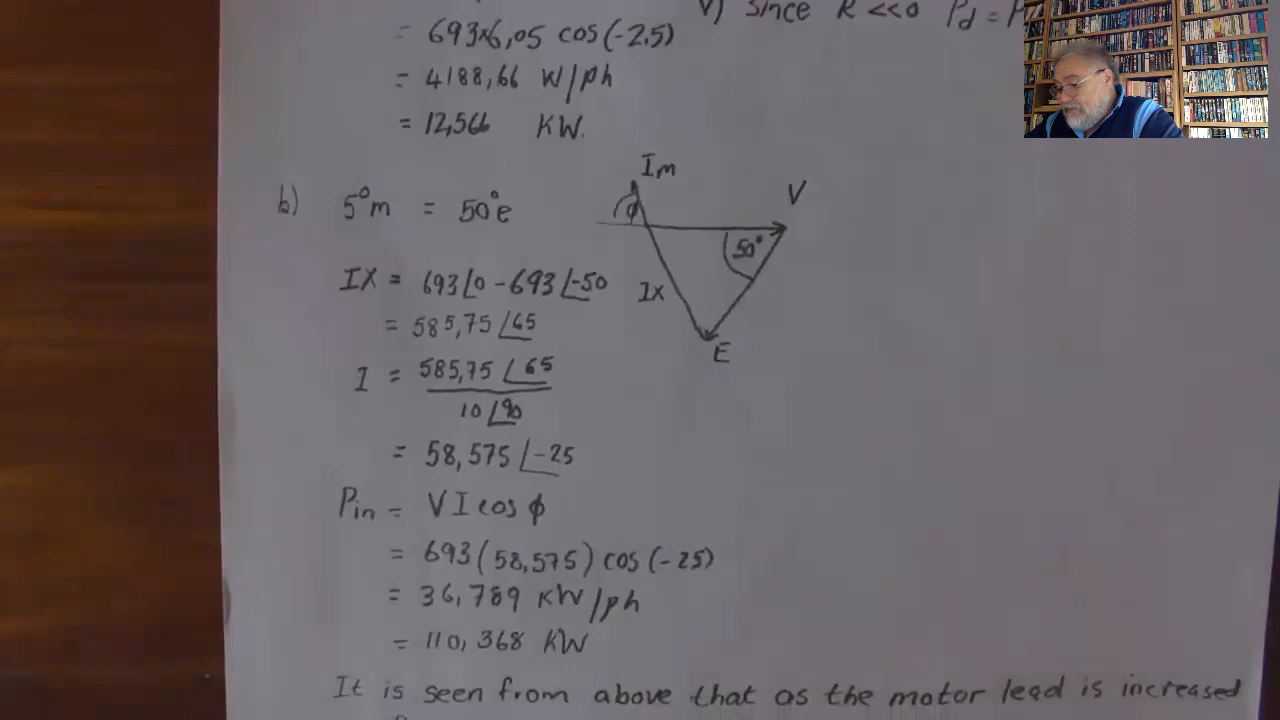 V) Since R <<0 Pd = P
= 693x6,05 cos(-2.5)
= 4188,66 W/ph
= 12,566 KW.
b) 5°m = 50°e
Im
V
φ
50°
IX
E
IX = 693∠0 - 693∠-50
= 585,75∠65
I = 585,75∠65
10∠90
= 58,575∠-25
Pin = VI cos φ
= 693(58,575) cos(-25)
= 36,789 KW/ph
= 110,368 KW
It is seen from above that as the motor load is increased